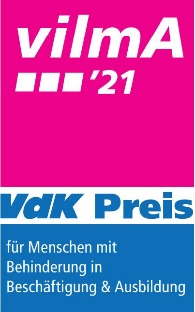 vilmA
'21
VdK Preis
für Menschen mit
Behinderung in
Beschäftigung & Ausbildung